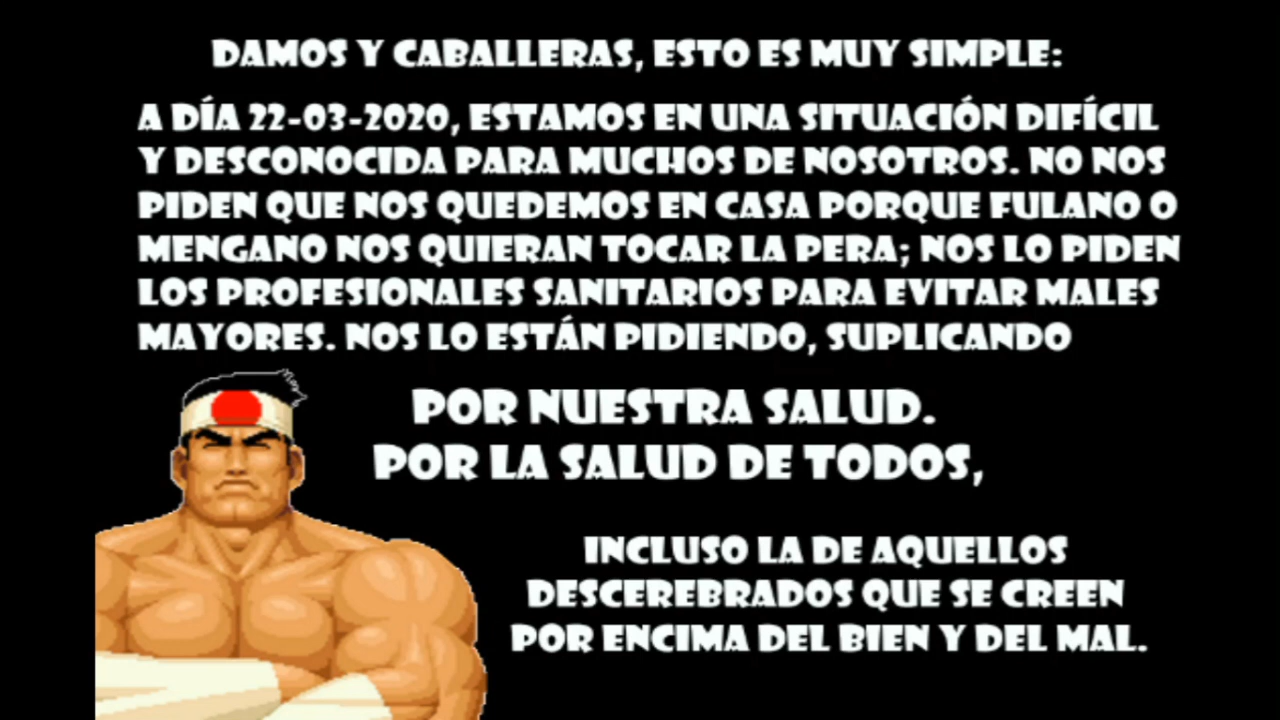 DAMOS Y CABALLERAS, ESTO ES MUY SIMPLE:
A DÍA 22-03-2020, ESTAMOS EN UNA SITUACIÓN DIFÍCIL
Y DESCONOCIDA PARA MUCHOS DE NOSOTROS. NO NOS
PIDEN QUE NOS QUEDEMOS EN CASA PORQUE FULANO O
MENGANO NOS QUIERAN TOCAR LA PERA; NOS LO PIDEN
LOS PROFESIONALES SANITARIOS PARA EVITAR MALES
MAYORES. NOS LO ESTÁN PIDIENDO, SUPLICANDO
POR NUESTRA SALUD.
POR LA SALUD DE TODOS,
INCLUSO LA DE AQUELLOS
DESCEREBRADOS QUE SE CREEN
POR ENCIMA DEL BIEN Y DEL MAL.